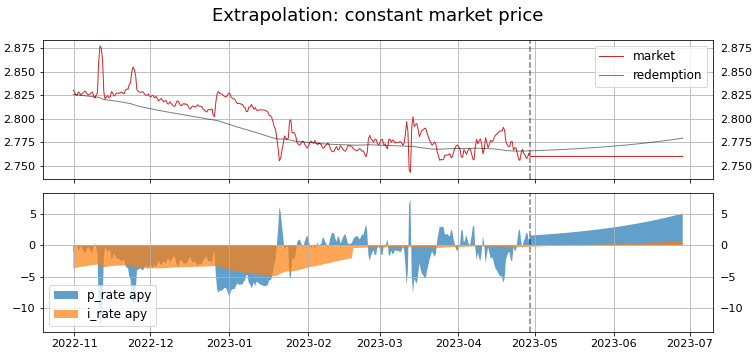 Extrapolation: constant market price
2.875 2.875
2.850 2.850
2.825 2.825
2.800 2.800
2.775 2.775
2.750 2.750
market
redemption
5 5
0 0
−5 −5
−10 −10
p_rate apy
i_rate apy
2022-11 2022-12 2023-01 2023-02 2023-03 2023-04 2023-05 2023-06 2023-07